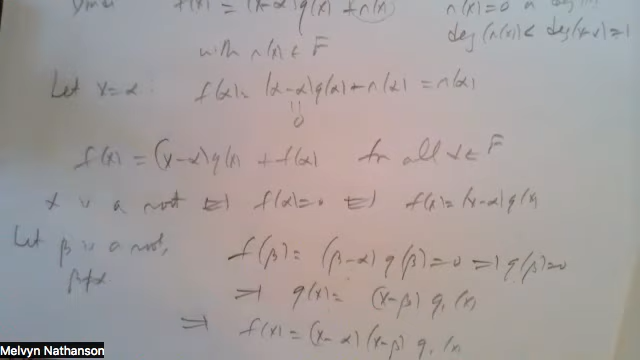 f(x) = (x-α)q(x) + r(x)   r(x)=0 or
with r(x) ∈ F   deg(r(x)) < deg(x-α)=1
Let x=α.   f(α)= (α-α)q(α)+r(α) = r(α)
||
0
f(x) = (x-α)q(x) + f(α)   for all α ∈ F
α is a root ⇔ f(α)=0 ⇔ f(x)=(x-α)q(x)
Let β is a root,   f(β) = (β-α)q(β)=0 ⇒ q(β)=0
β≠α   ⇒ q(x) = (x-β) q₁(x)
⇒ f(x) = (x-α)(x-β) q₁(x)
Melvyn Nathanson